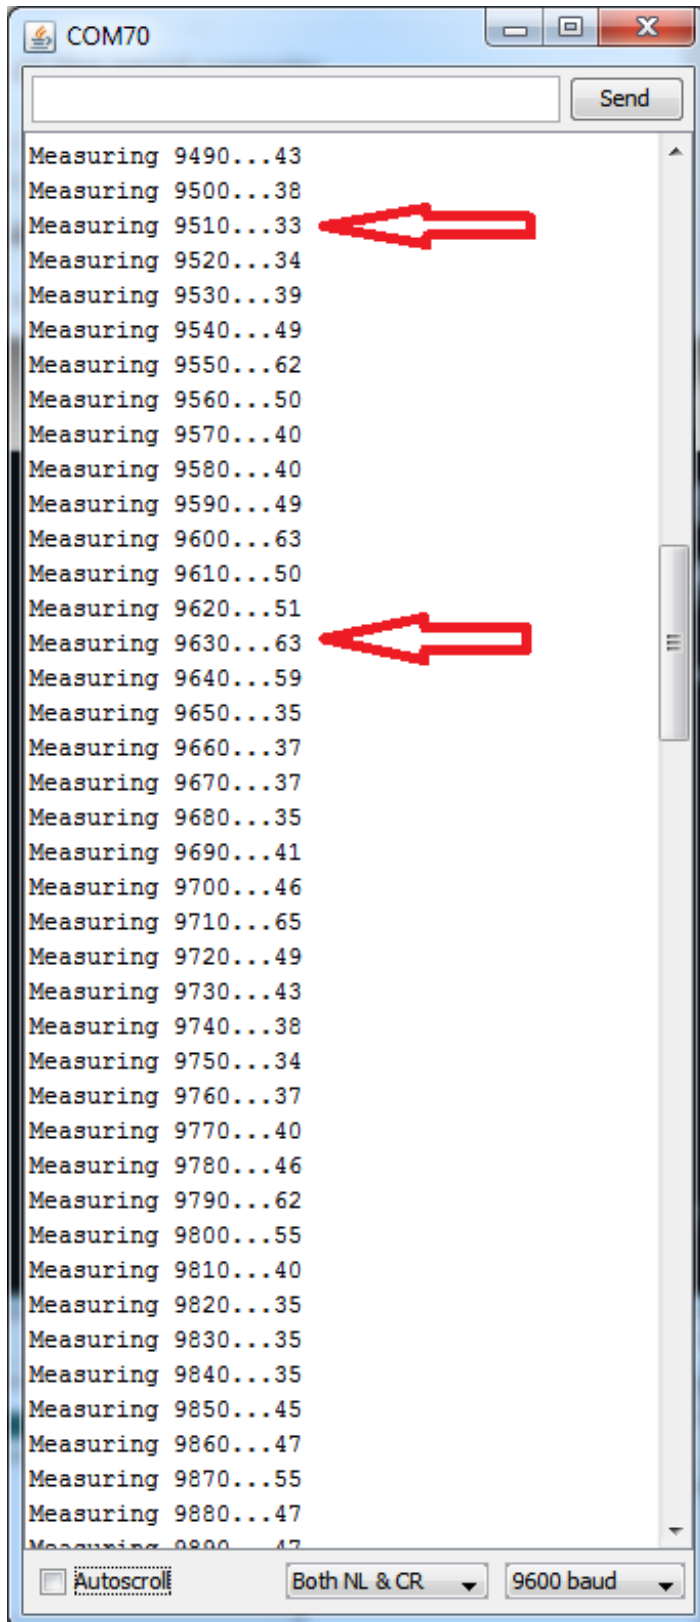 COM70
Send
Measuring 9490...43
Measuring 9500...38
Measuring 9510...33
Measuring 9520...34
Measuring 9530...39
Measuring 9540...49
Measuring 9550...62
Measuring 9560...50
Measuring 9570...40
Measuring 9580...40
Measuring 9590...49
Measuring 9600...63
Measuring 9610...50
Measuring 9620...51
Measuring 9630...63
Measuring 9640...59
Measuring 9650...35
Measuring 9660...37
Measuring 9670...37
Measuring 9680...35
Measuring 9690...41
Measuring 9700...46
Measuring 9710...65
Measuring 9720...49
Measuring 9730...43
Measuring 9740...38
Measuring 9750...34
Measuring 9760...37
Measuring 9770...40
Measuring 9780...46
Measuring 9790...62
Measuring 9800...55
Measuring 9810...40
Measuring 9820...35
Measuring 9830...35
Measuring 9840...35
Measuring 9850...45
Measuring 9860...47
Measuring 9870...55
Measuring 9880...47
Measuring 9890...47
Autoscroll Both NL & CR 9600 baud